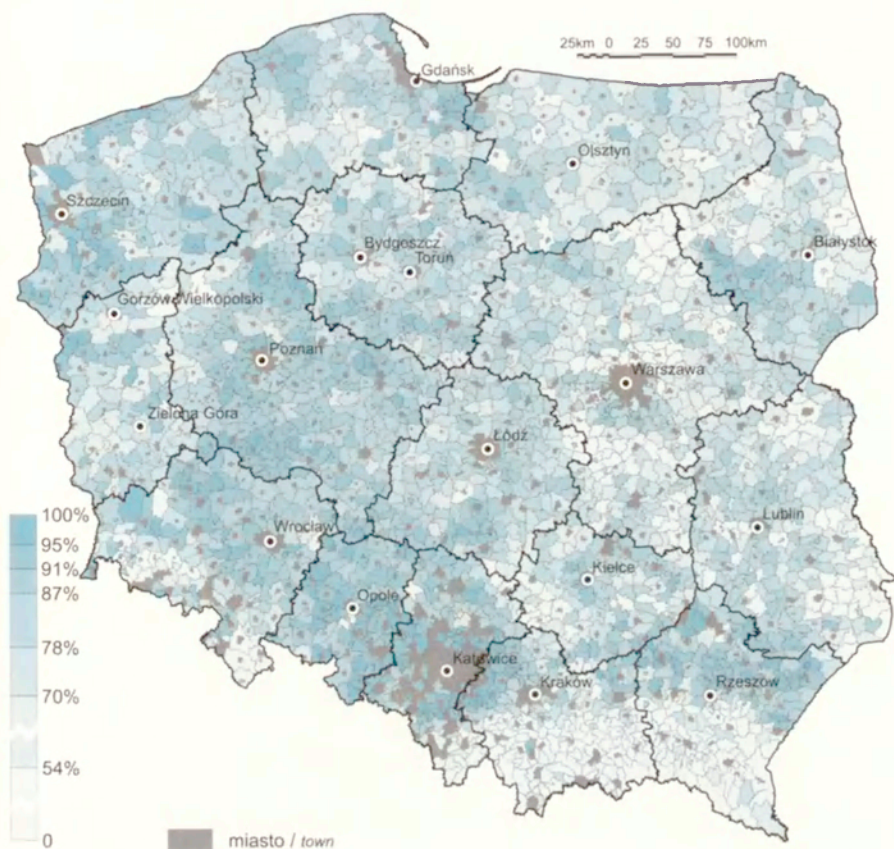 25km 0 25 50 75 100km
Gdańsk
Olsztyn
Szczecin
Bydgoszcz
Toruń
Białystok
Gorzów Wielkopolski
Poznań
Warszawa
Zielona Góra
Łódź
Wrocław
Lublin
Kielce
Opole
Katowice
Kraków
Rzeszów
100%
95%
91%
87%
78%
70%
54%
0
miasto / town